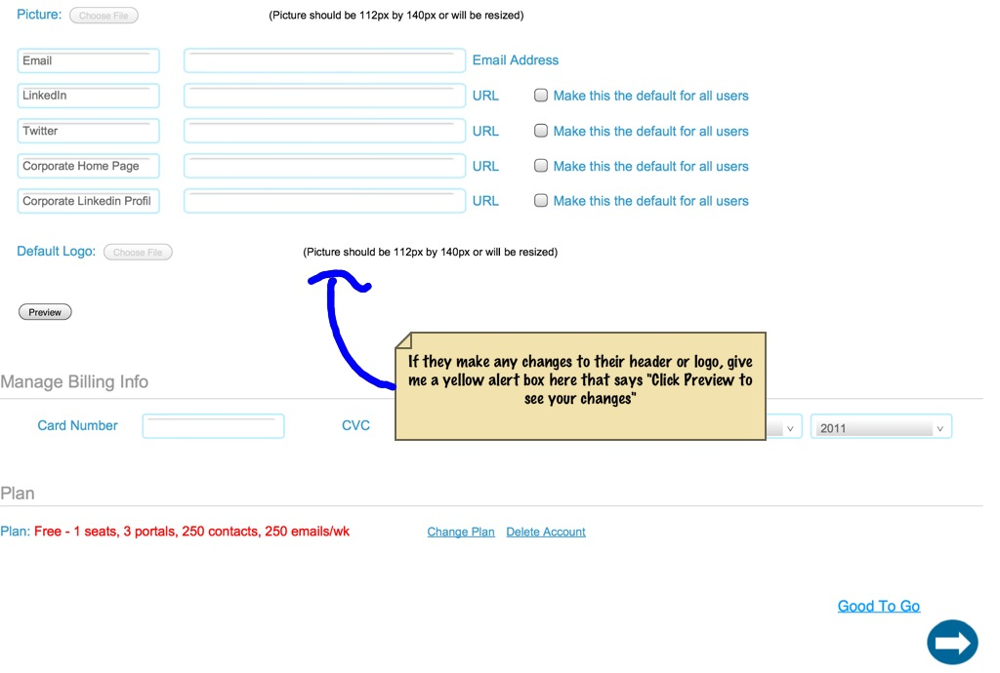 Picture: Choose File (Picture should be 112px by 140px or will be resized)
Email Email Address
LinkedIn URL Make this the default for all users
Twitter URL Make this the default for all users
Corporate Home Page URL Make this the default for all users
Corporate Linkedin Profil URL Make this the default for all users
Default Logo: Choose File (Picture should be 112px by 140px or will be resized)
Preview
If they make any changes to their header or logo, give
me a yellow alert box here that says "Click Preview to
see your changes"
Manage Billing Info
Card Number CVC 2011
Plan
Plan: Free - 1 seats, 3 portals, 250 contacts, 250 emails/wk Change Plan Delete Account
Good To Go